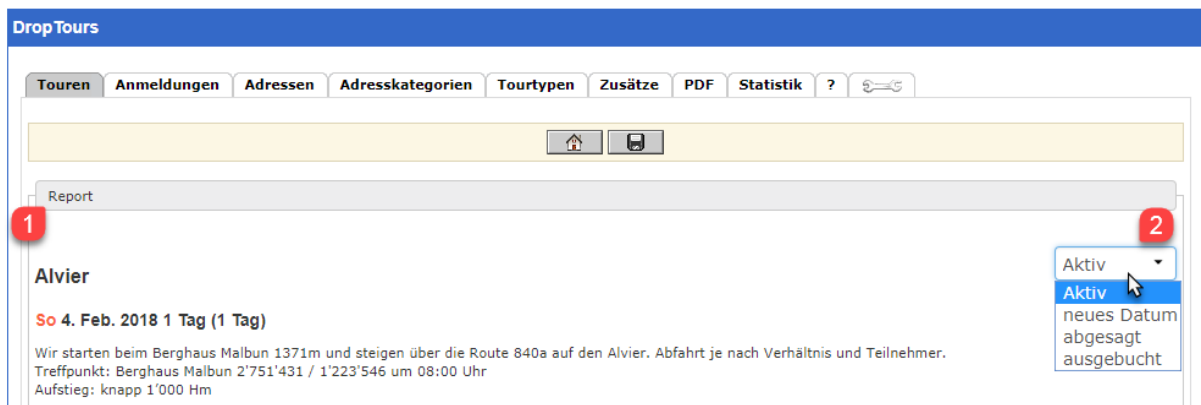 DropTours
Touren Anmeldungen Adressen Adresskategorien Tourtypen Zusätze PDF Statistik ?
Report
1
2
Aktiv
Alvier
Aktiv
neues Datum
abgesagt
ausgebucht
So 4. Feb. 2018 1 Tag (1 Tag)
Wir starten beim Berghaus Malbun 1371m und steigen über die Route 840a auf den Alvier. Abfahrt je nach Verhältnis und Teilnehmer.
Treffpunkt: Berghaus Malbun 2'751'431 / 1'223'546 um 08:00 Uhr
Aufstieg: knapp 1'000 Hm